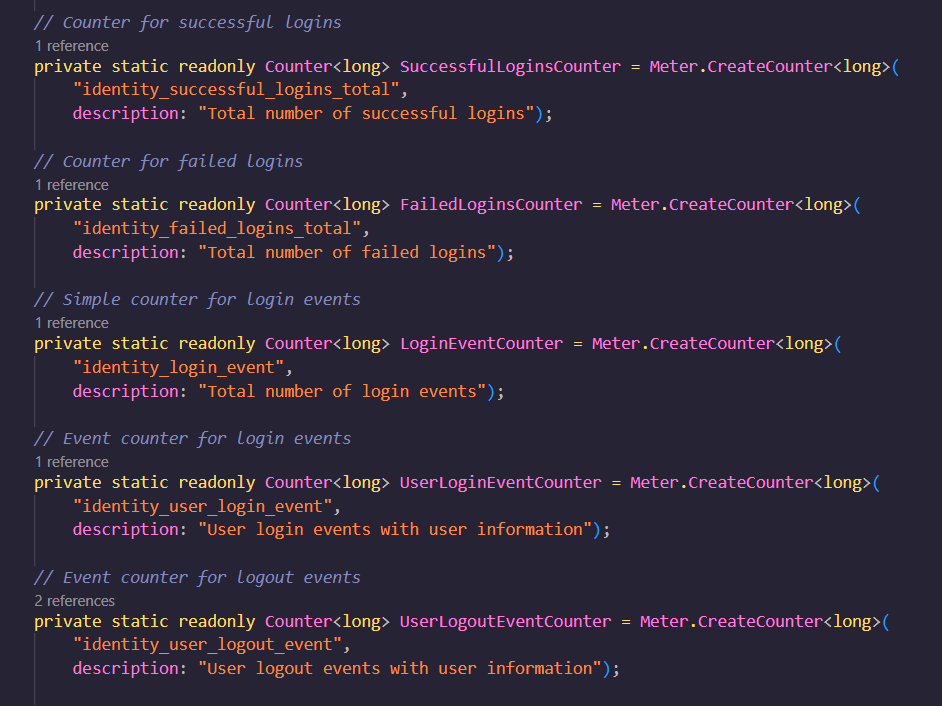 // Counter for successful logins
1 reference
private static readonly Counter<long> SuccessfulLoginsCounter = Meter.CreateCounter<long>(
"identity_successful_logins_total",
description: "Total number of successful logins");
// Counter for failed logins
1 reference
private static readonly Counter<long> FailedLoginsCounter = Meter.CreateCounter<long>(
"identity_failed_logins_total",
description: "Total number of failed logins");
// Simple counter for login events
1 reference
private static readonly Counter<long> LoginEventCounter = Meter.CreateCounter<long>(
"identity_login_event",
description: "Total number of login events");
// Event counter for login events
1 reference
private static readonly Counter<long> UserLoginEventCounter = Meter.CreateCounter<long>(
"identity_user_login_event",
description: "User login events with user information");
// Event counter for logout events
2 references
private static readonly Counter<long> UserLogoutEventCounter = Meter.CreateCounter<long>(
"identity_user_logout_event",
description: "User logout events with user information");